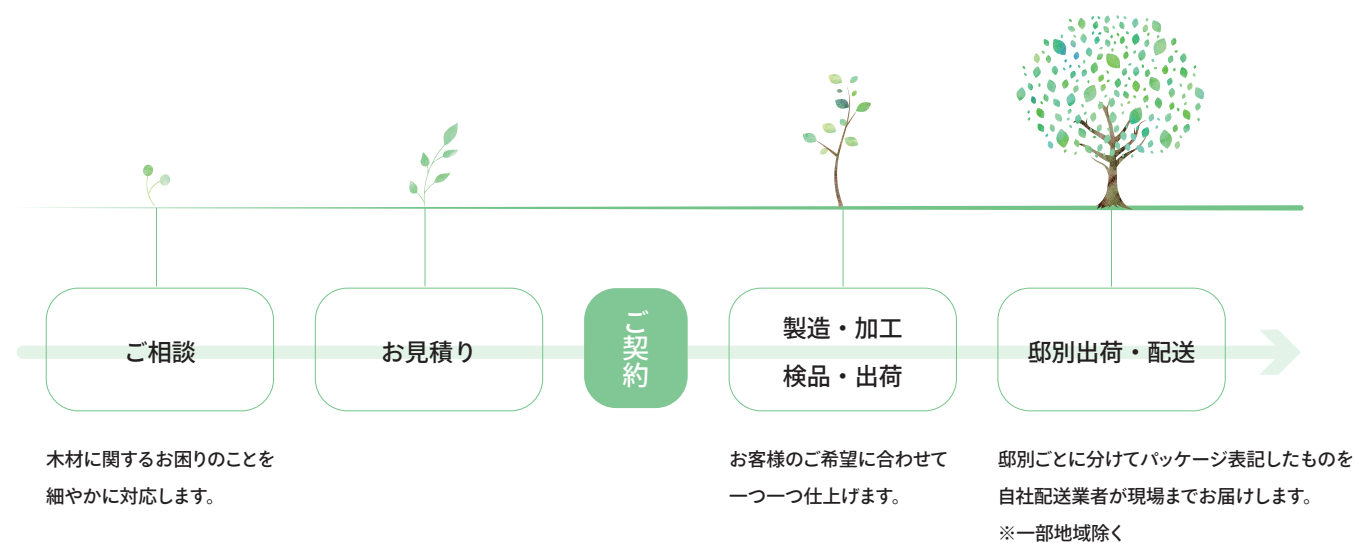 ご相談
お見積り
ご契約
製造・加工
検品・出荷
邸別出荷・配送
木材に関するお困りのことを
細やかに対応します。
お客様のご希望に合わせて
一つ一つ仕上げます。
邸別ごとに分けてパッケージ表記したものを
自社配送業者が現場までお届けします。
※一部地域除く